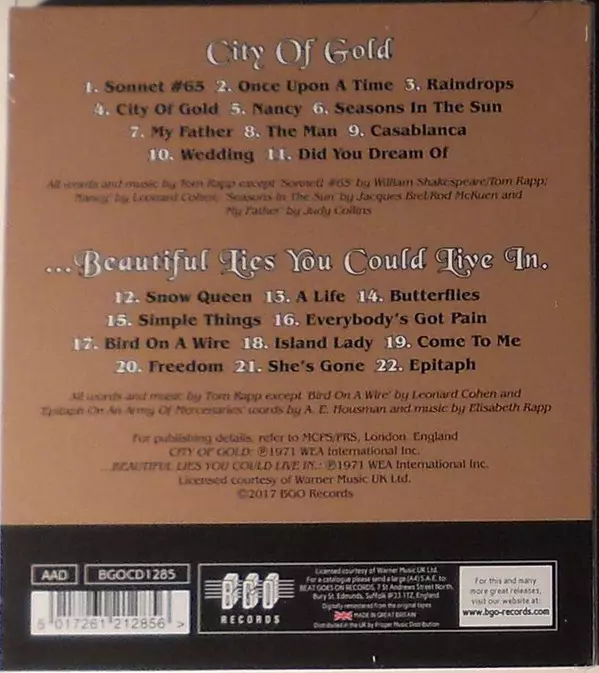 City Of Gold
1. Sonnet #65 2. Once Upon A Time 3. Raindrops
4. City Of Gold 5. Nancy 6. Seasons In The Sun
7. My Father 8. The Man 9. Casablanca
10. Wedding 11. Did You Dream Of
All words and music by Tom Rapp except 'Sonnett #65' by William Shakespeare/Tom Rapp;
'Nancy' by Leonard Cohen; 'Seasons In The Sun' by Jacques Brel/Rod McKuen and
'My Father' by Judy Collins
...Beautiful Lies You Could Live In.
12. Snow Queen 13. A Life 14. Butterflies
15. Simple Things 16. Everybody's Got Pain
17. Bird On A Wire 18. Island Lady 19. Come To Me
20. Freedom 21. She's Gone 22. Epitaph
All words and music by Tom Rapp except 'Bird On A Wire' by Leonard Cohen and
'Epitaph On An Army Of Mercenaries' words by A. E. Housman and music by Elisabeth Rapp
For publishing details, refer to MCPS/PRS, London, England
CITY OF GOLD: ℗1971 WEA International Inc.
...BEAUTIFUL LIES YOU COULD LIVE IN.: ℗1971 WEA International Inc.
Licensed courtesy of Warner Music UK Ltd.
©2017 BGO Records
AAD BGOCD1285
5 017261 212856 >
BGO
RECORDS
Licensed courtesy of Warner Music UK Ltd.
For a catalogue please send a large (A4) S.A.E. to:
BEAT GOES ON RECORDS, 7 St Andrews Street North,
Bury St. Edmunds, Suffolk IP33 1TZ, England
Digitally remastered from the original tapes
MADE IN GREAT BRITAIN
Distributed in the UK by Proper Music Distribution
For this and many
more great releases,
visit our website at:
www.bgo-records.com